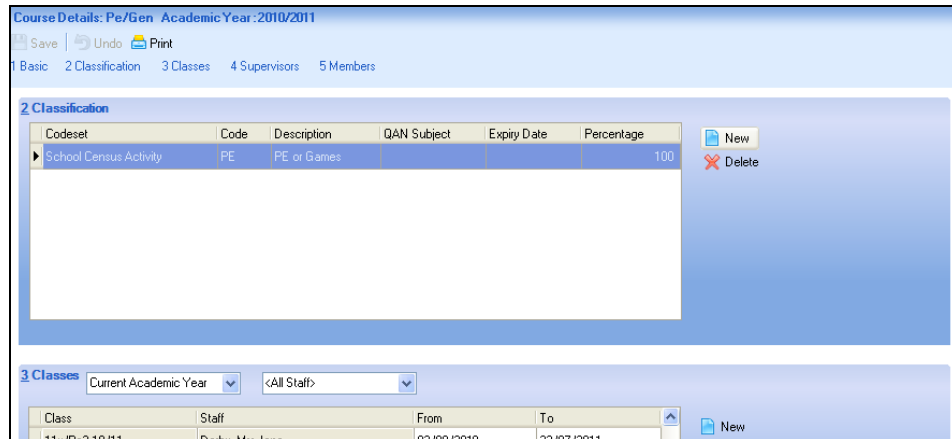 Course Details: Pe/Gen Academic Year:2010/2011
Save Undo Print
1 Basic 2 Classification 3 Classes 4 Supervisors 5 Members
2 Classification
Codeset Code Description QAN Subject Expiry Date Percentage
School Census Activity PE PE or Games 100
New
Delete
3 Classes Current Academic Year <All Staff>
Class Staff From To
New